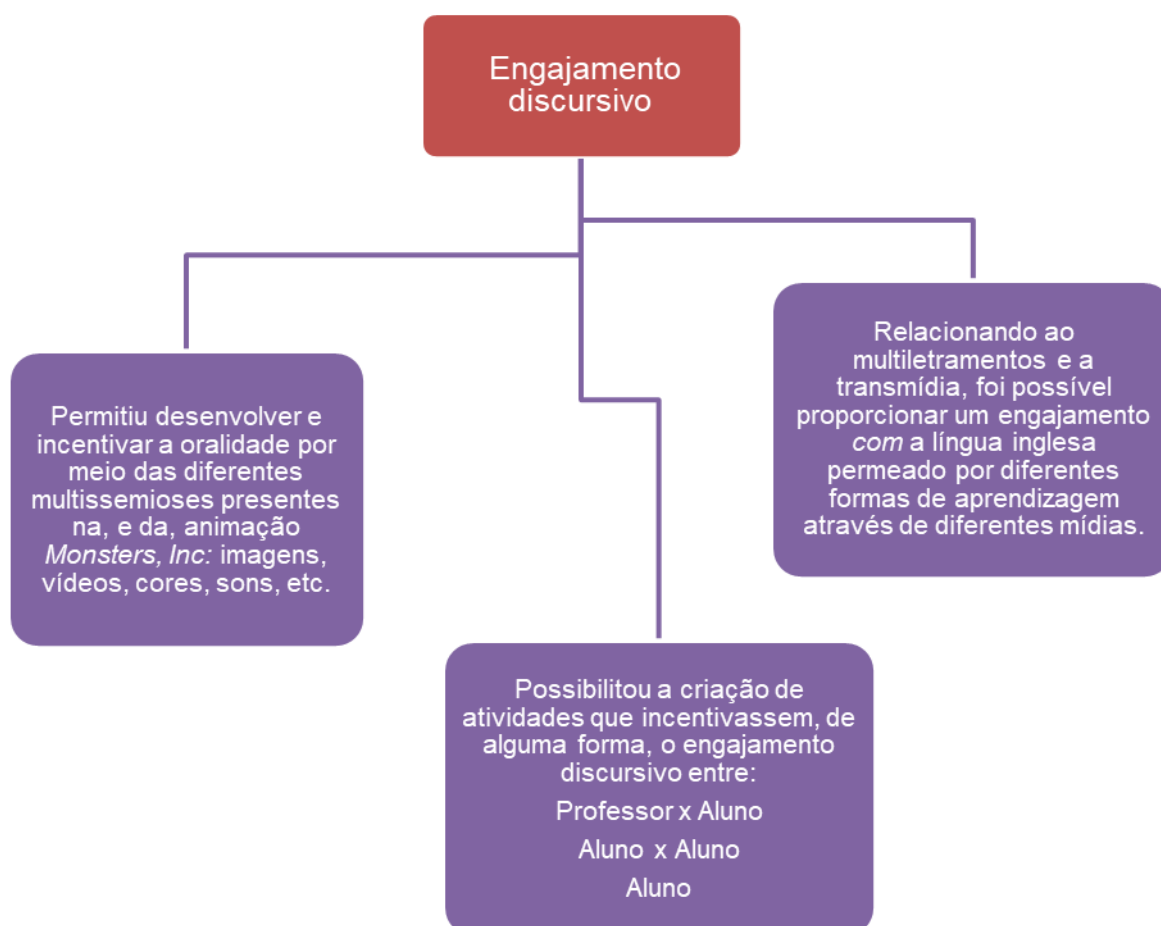 Engajamento
discursivo
Permitiu desenvolver e
incentivar a oralidade por
meio das diferentes
multissemioses presentes
na, e da, animação
Monsters, Inc: imagens,
vídeos, cores, sons, etc.
Possibilitou a criação de
atividades que incentivassem, de
alguma forma, o engajamento
discursivo entre:
Professor x Aluno
Aluno x Aluno
Aluno
Relacionando ao
multiletramentos e a
transmídia, foi possível
proporcionar um engajamento
com a língua inglesa
permeado por diferentes
formas de aprendizagem
através de diferentes mídias.